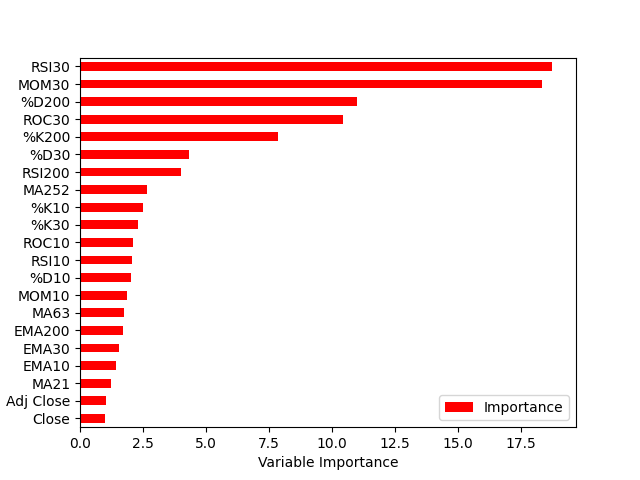 RSI30
MOM30
%D200
ROC30
%K200
%D30
RSI200
MA252
%K10
%K30
ROC10
RSI10
%D10
MOM10
MA63
EMA200
EMA30
EMA10
MA21
Adj Close
Close
Importance
0.0 2.5 5.0 7.5 10.0 12.5 15.0 17.5
Variable Importance